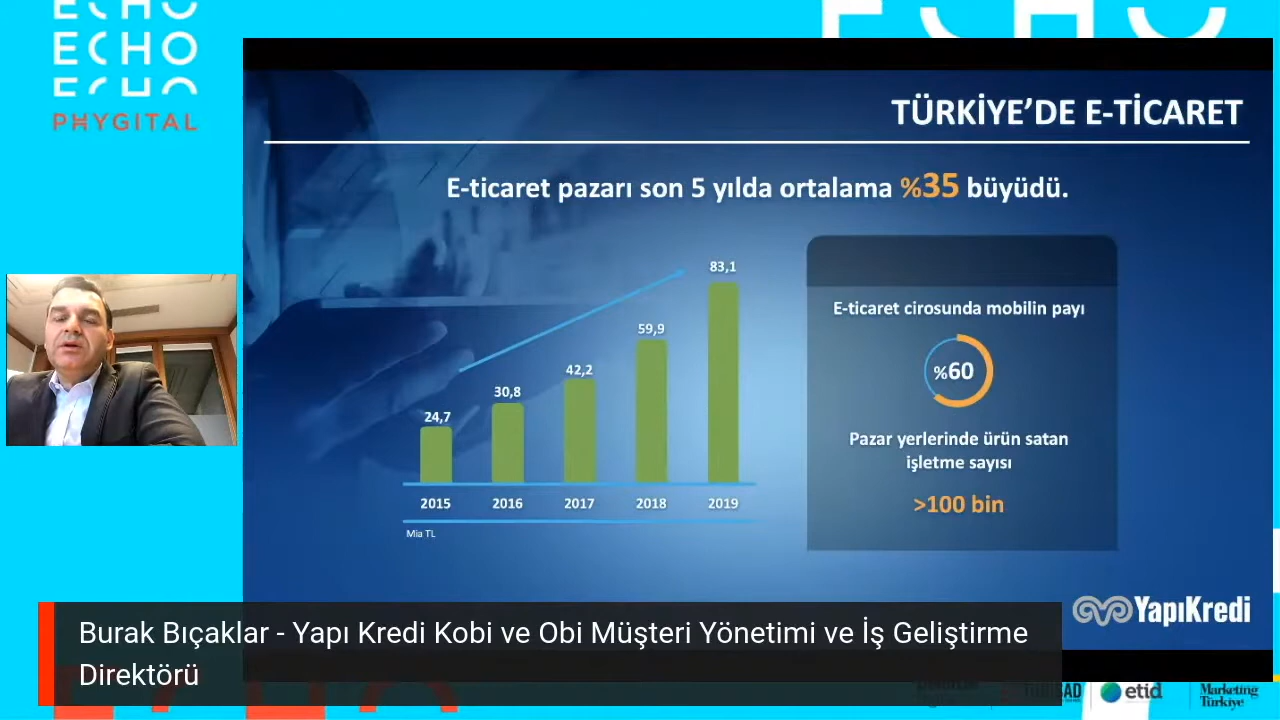 ECHO
ECHO
ECHO
PHYGITAL
ECHO
TÜRKİYE'DE E-TİCARET
E-ticaret pazarı son 5 yılda ortalama %35 büyüdü.
24,7
30,8
42,2
59,9
83,1
2015 2016 2017 2018 2019
Mia TL
E-ticaret cirosunda mobilin payı
%60
Pazar yerlerinde ürün satan
işletme sayısı
>100 bin
YapıKredi
Burak Bıçaklar - Yapı Kredi Kobi ve Obi Müşteri Yönetimi ve İş Geliştirme
Direktörü
etid
Marketing
Türkiye